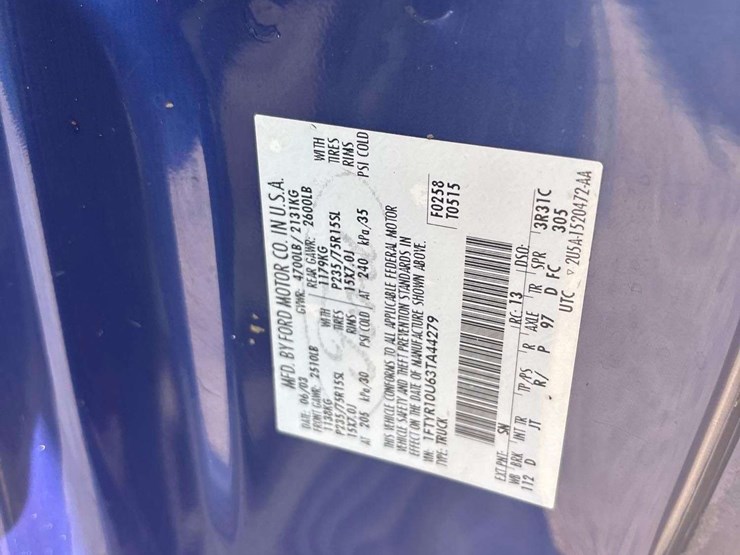 MFD. BY FORD MOTOR CO. IN U.S.A.
DATE: 06/03 GVWR: 4700LB/ 2131KG
FRONT GAWR: 2510LB REAR GAWR: 2600LB
1138KG WITH 1179KG WITH
P235/75R15SL TIRES P235/75R15SL TIRES
15X7.0J RIMS 15X7.0J RIMS
AT 206 kPa/30 PSI COLD AT 240 kPa/35 PSI COLD
THIS VEHICLE CONFORMS TO ALL APPLICABLE FEDERAL MOTOR
VEHICLE SAFETY AND THEFT PREVENTION STANDARDS IN
EFFECT ON THE DATE OF MANUFACTURE SHOWN ABOVE.
VIN: 1FTYR10U63TA44279 F0258
TYPE: TRUCK T0515
EXT PNT: SN RC: 13 DSO:
WB BRK INT TR TP/PS R AXLE TR SPR 3R31C
112 D JT R/ P 97 D FC 305
UTC ▽ 2U5A-1520472-AA